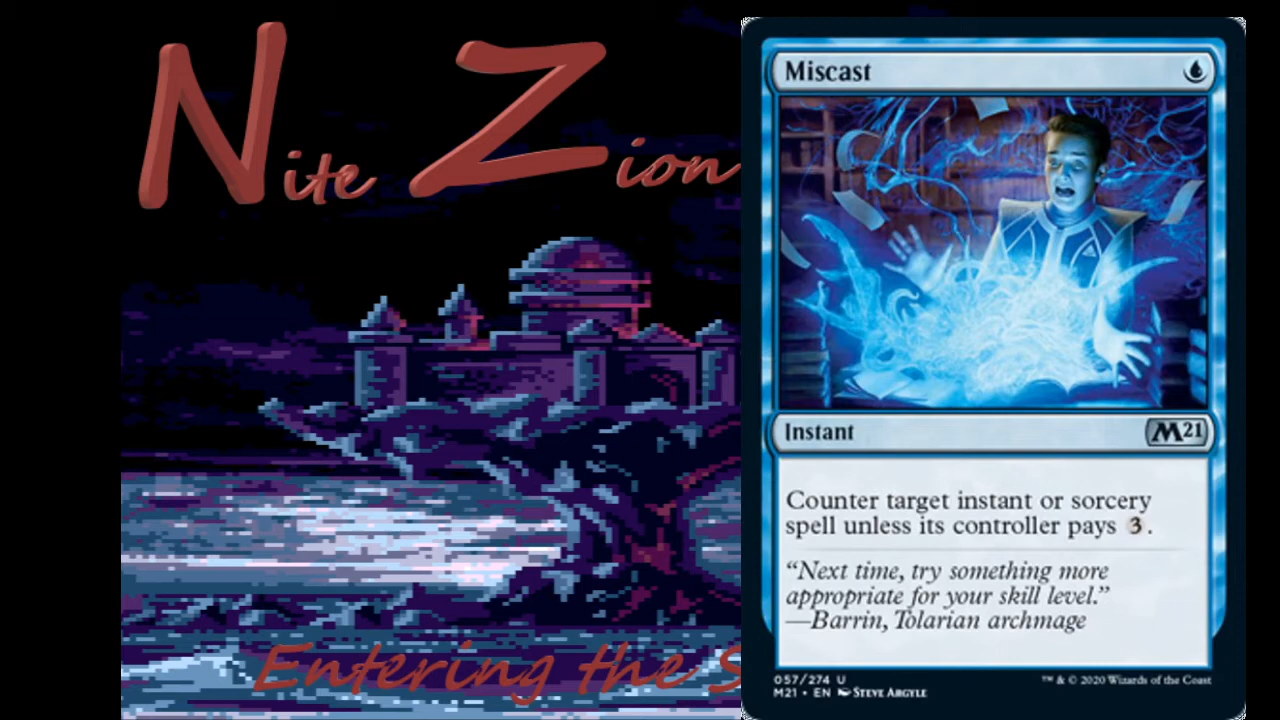 Nite Zion
Entering the S
Miscast
Instant
M21
Counter target instant or sorcery
spell unless its controller pays 3.
“Next time, try something more
appropriate for your skill level.”
—Barrin, Tolarian archmage
057/274 U
M21 • EN Steve Argyle
™ & © 2020 Wizards of the Coast